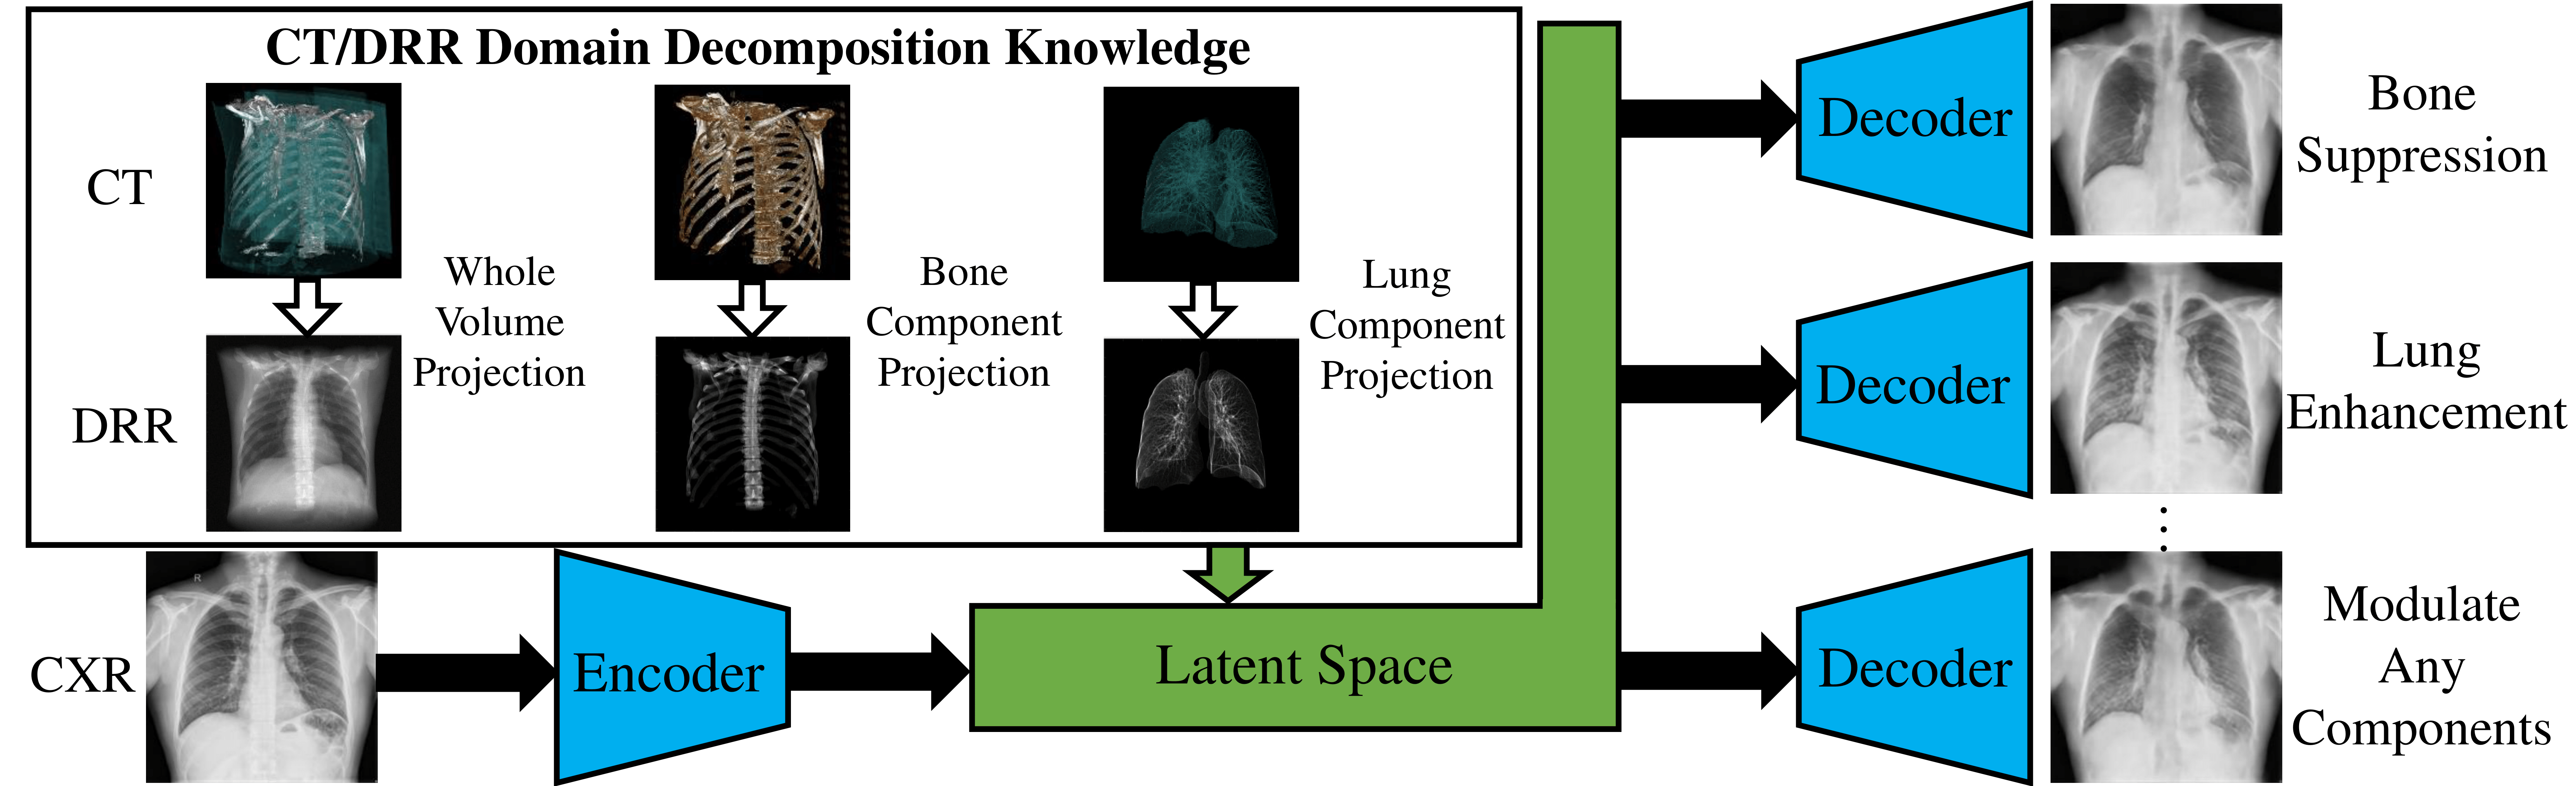 CT/DRR Domain Decomposition Knowledge
CT
Whole
Volume
Projection
Bone
Component
Projection
Lung
Component
Projection
DRR
R
CXR
Encoder
Latent Space
Decoder
Bone
Suppression
Decoder
Lung
Enhancement
Decoder
Modulate
Any
Components